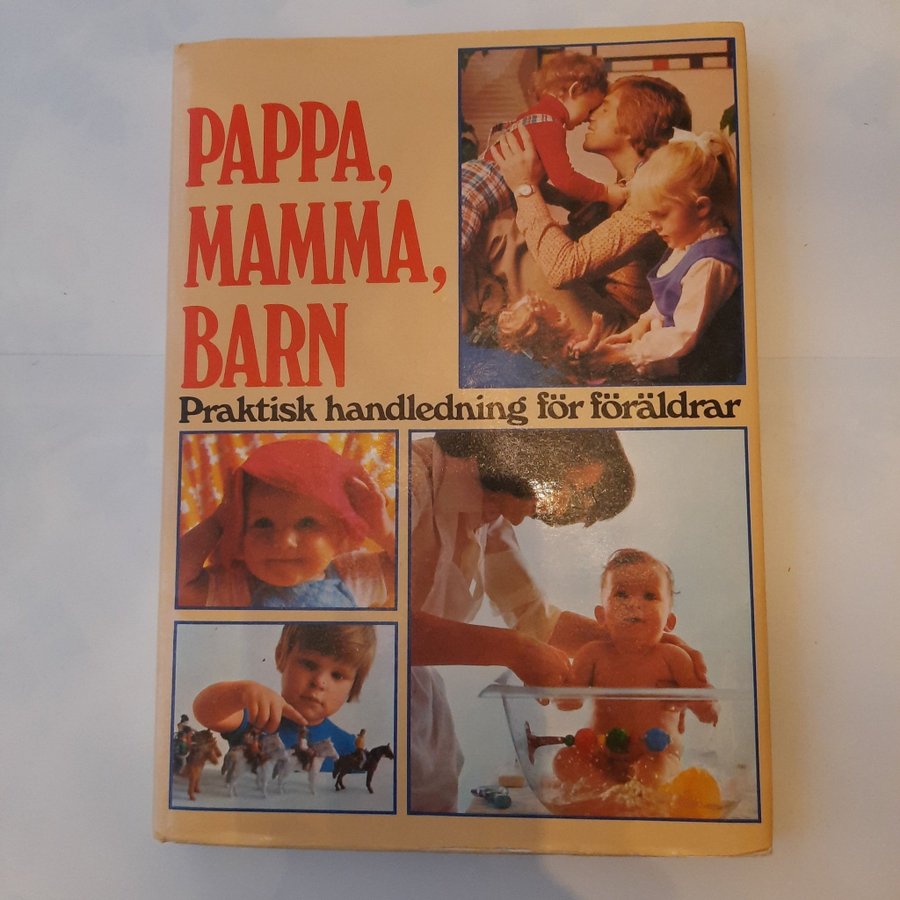 PAPPA,
MAMMA,
BARN
Praktisk handledning för föräldrar